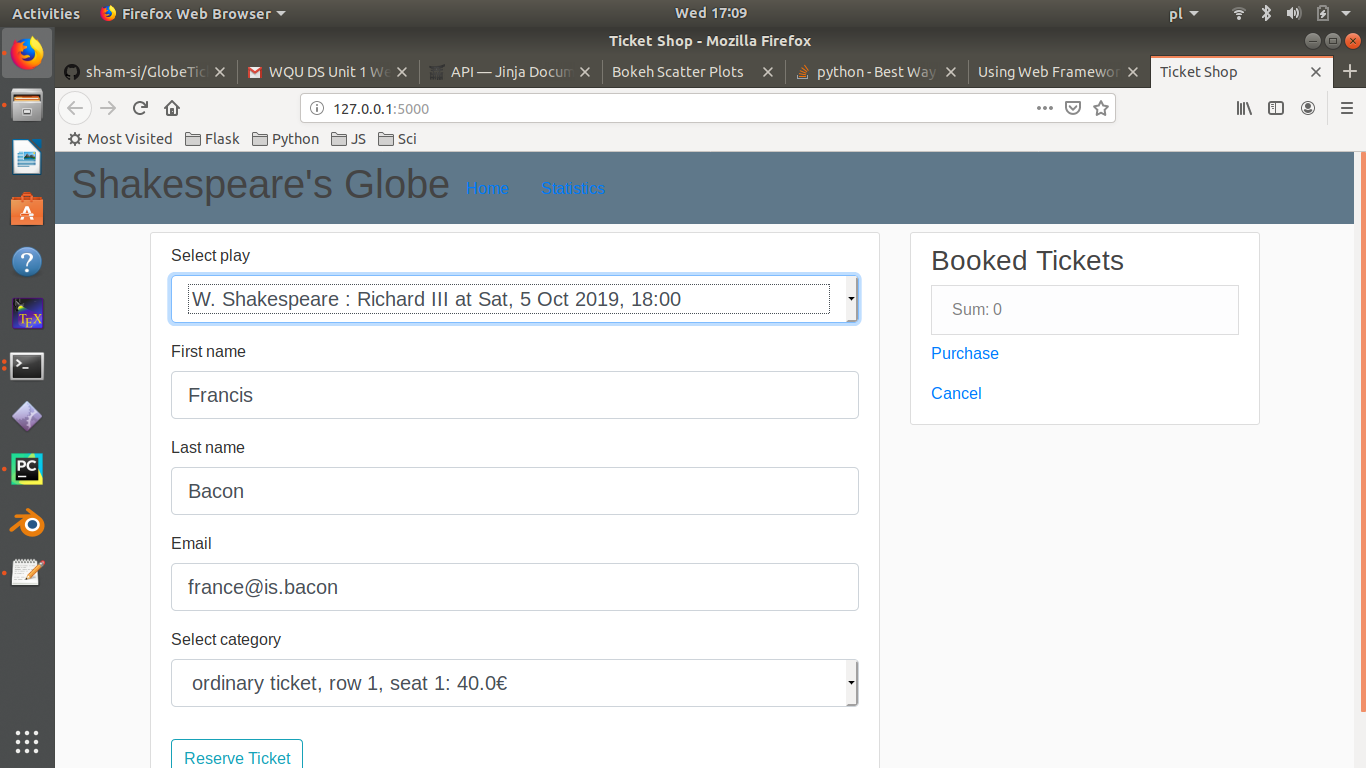 Activities Firefox Web Browser Wed 17:09 pl
Ticket Shop - Mozilla Firefox
sh-am-si/GlobeTic WQU DS Unit 1 We API — Jinja Docum Bokeh Scatter Plots python - Best Way Using Web Framewor Ticket Shop
127.0.0.1:5000
Most Visited Flask Python JS Sci
Shakespeare's Globe Home Statistics
Select play
W. Shakespeare : Richard III at Sat, 5 Oct 2019, 18:00
First name
Francis
Last name
Bacon
Email
france@is.bacon
Select category
ordinary ticket, row 1, seat 1: 40.0€
Reserve Ticket
Booked Tickets
Sum: 0
Purchase
Cancel
A
?
TEX
>_
PC